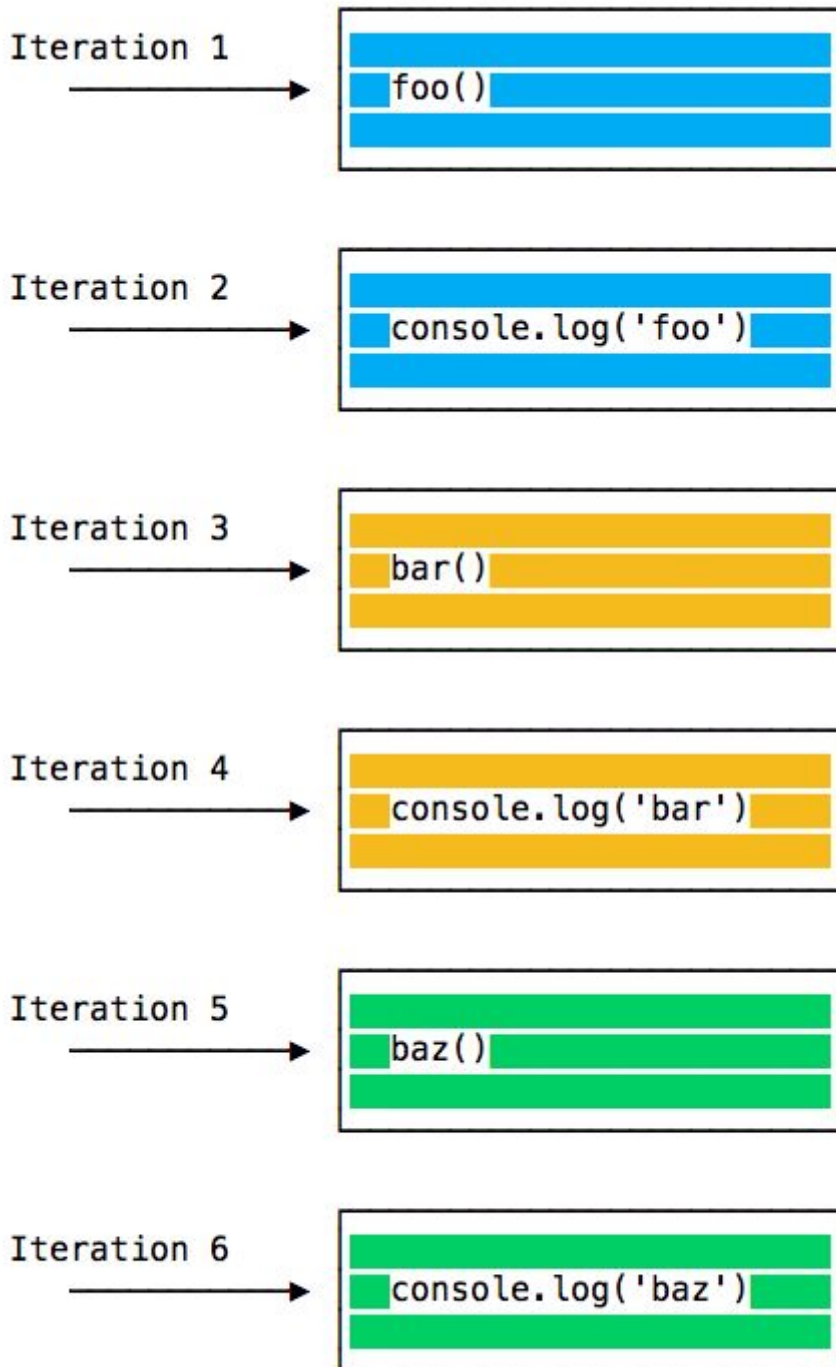 Iteration 1
foo()
Iteration 2
console.log('foo')
Iteration 3
bar()
Iteration 4
console.log('bar')
Iteration 5
baz()
Iteration 6
console.log('baz')